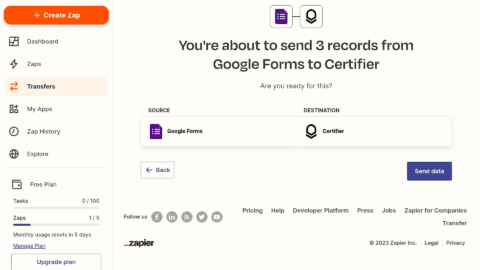 + Create Zap
Dashboard
Zaps
Transfers
My Apps
Zap History
Explore
Free Plan
Tasks 0 / 100
Zaps 1 / 5
Monthly usage resets in 5 days
Manage Plan
Upgrade plan
You're about to send 3 records from
Google Forms to Certifier
Are you ready for this?
SOURCE DESTINATION
Google Forms Certifier
← Back Send data
Follow us Pricing Help Developer Platform Press Jobs Zapier for Companies
Transfer
zapier © 2023 Zapier Inc. Legal Privacy